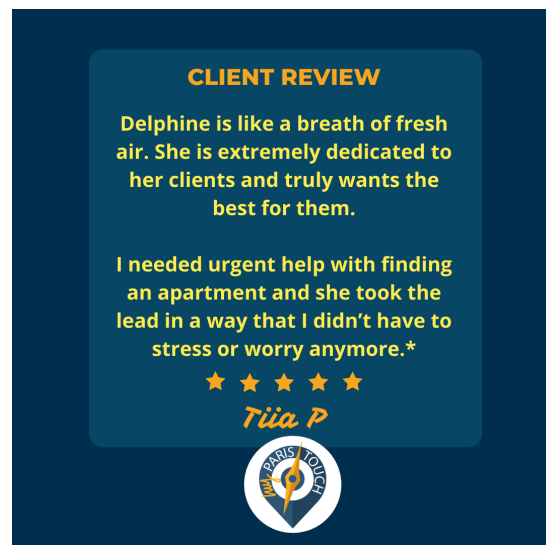 CLIENT REVIEW
Delphine is like a breath of fresh
air. She is extremely dedicated to
her clients and truly wants the
best for them.
I needed urgent help with finding
an apartment and she took the
lead in a way that I didn’t have to
stress or worry anymore.*
Tiia P
my PARIS TOUCH